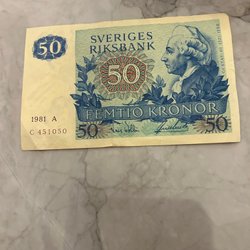 50
SVERIGES
RIKSBANK
50
FEMTIO KRONOR
1981 A
C 451050
50
50